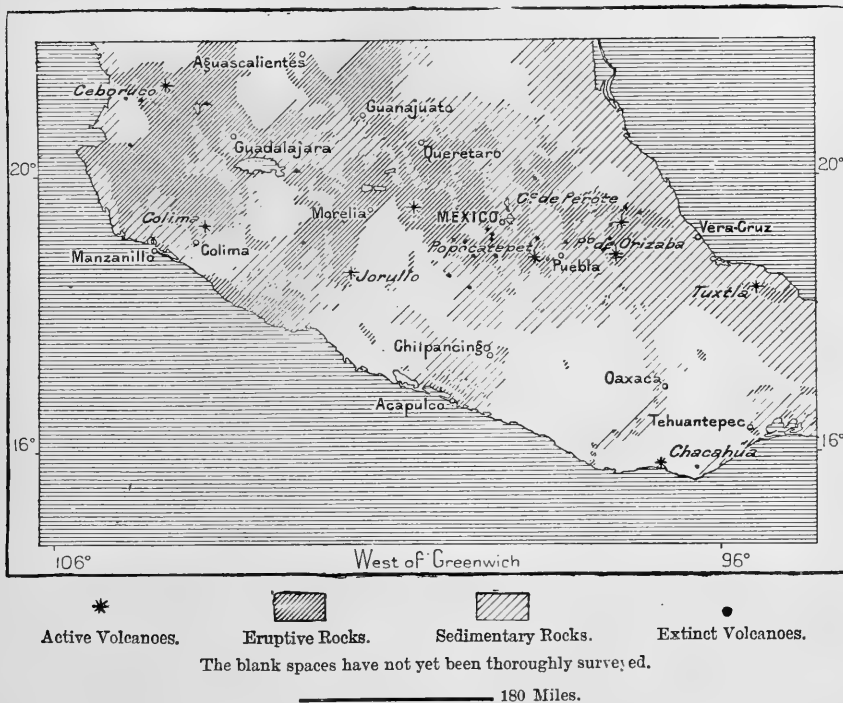 Aguascalientes
Ceboruco
Guanajuato
20°
Guadalajara
Queretaro
20°
Cº de Perote
Morelia
MEXICO
Colima
Colima
Vera-Cruz
Manzanillo
Popocatepet
Pº de Orizaba
Puebla
Jorullo
Tuxtla
Chilpancingo
Oaxaca
Acapulco
Tehuantepec
16°
Chacahua
16°
106°
West of Greenwich
96°
Active Volcanoes.
Eruptive Rocks.
Sedimentary Rocks.
Extinct Volcanoes.
The blank spaces have not yet been thoroughly surveyed.
180 Miles.